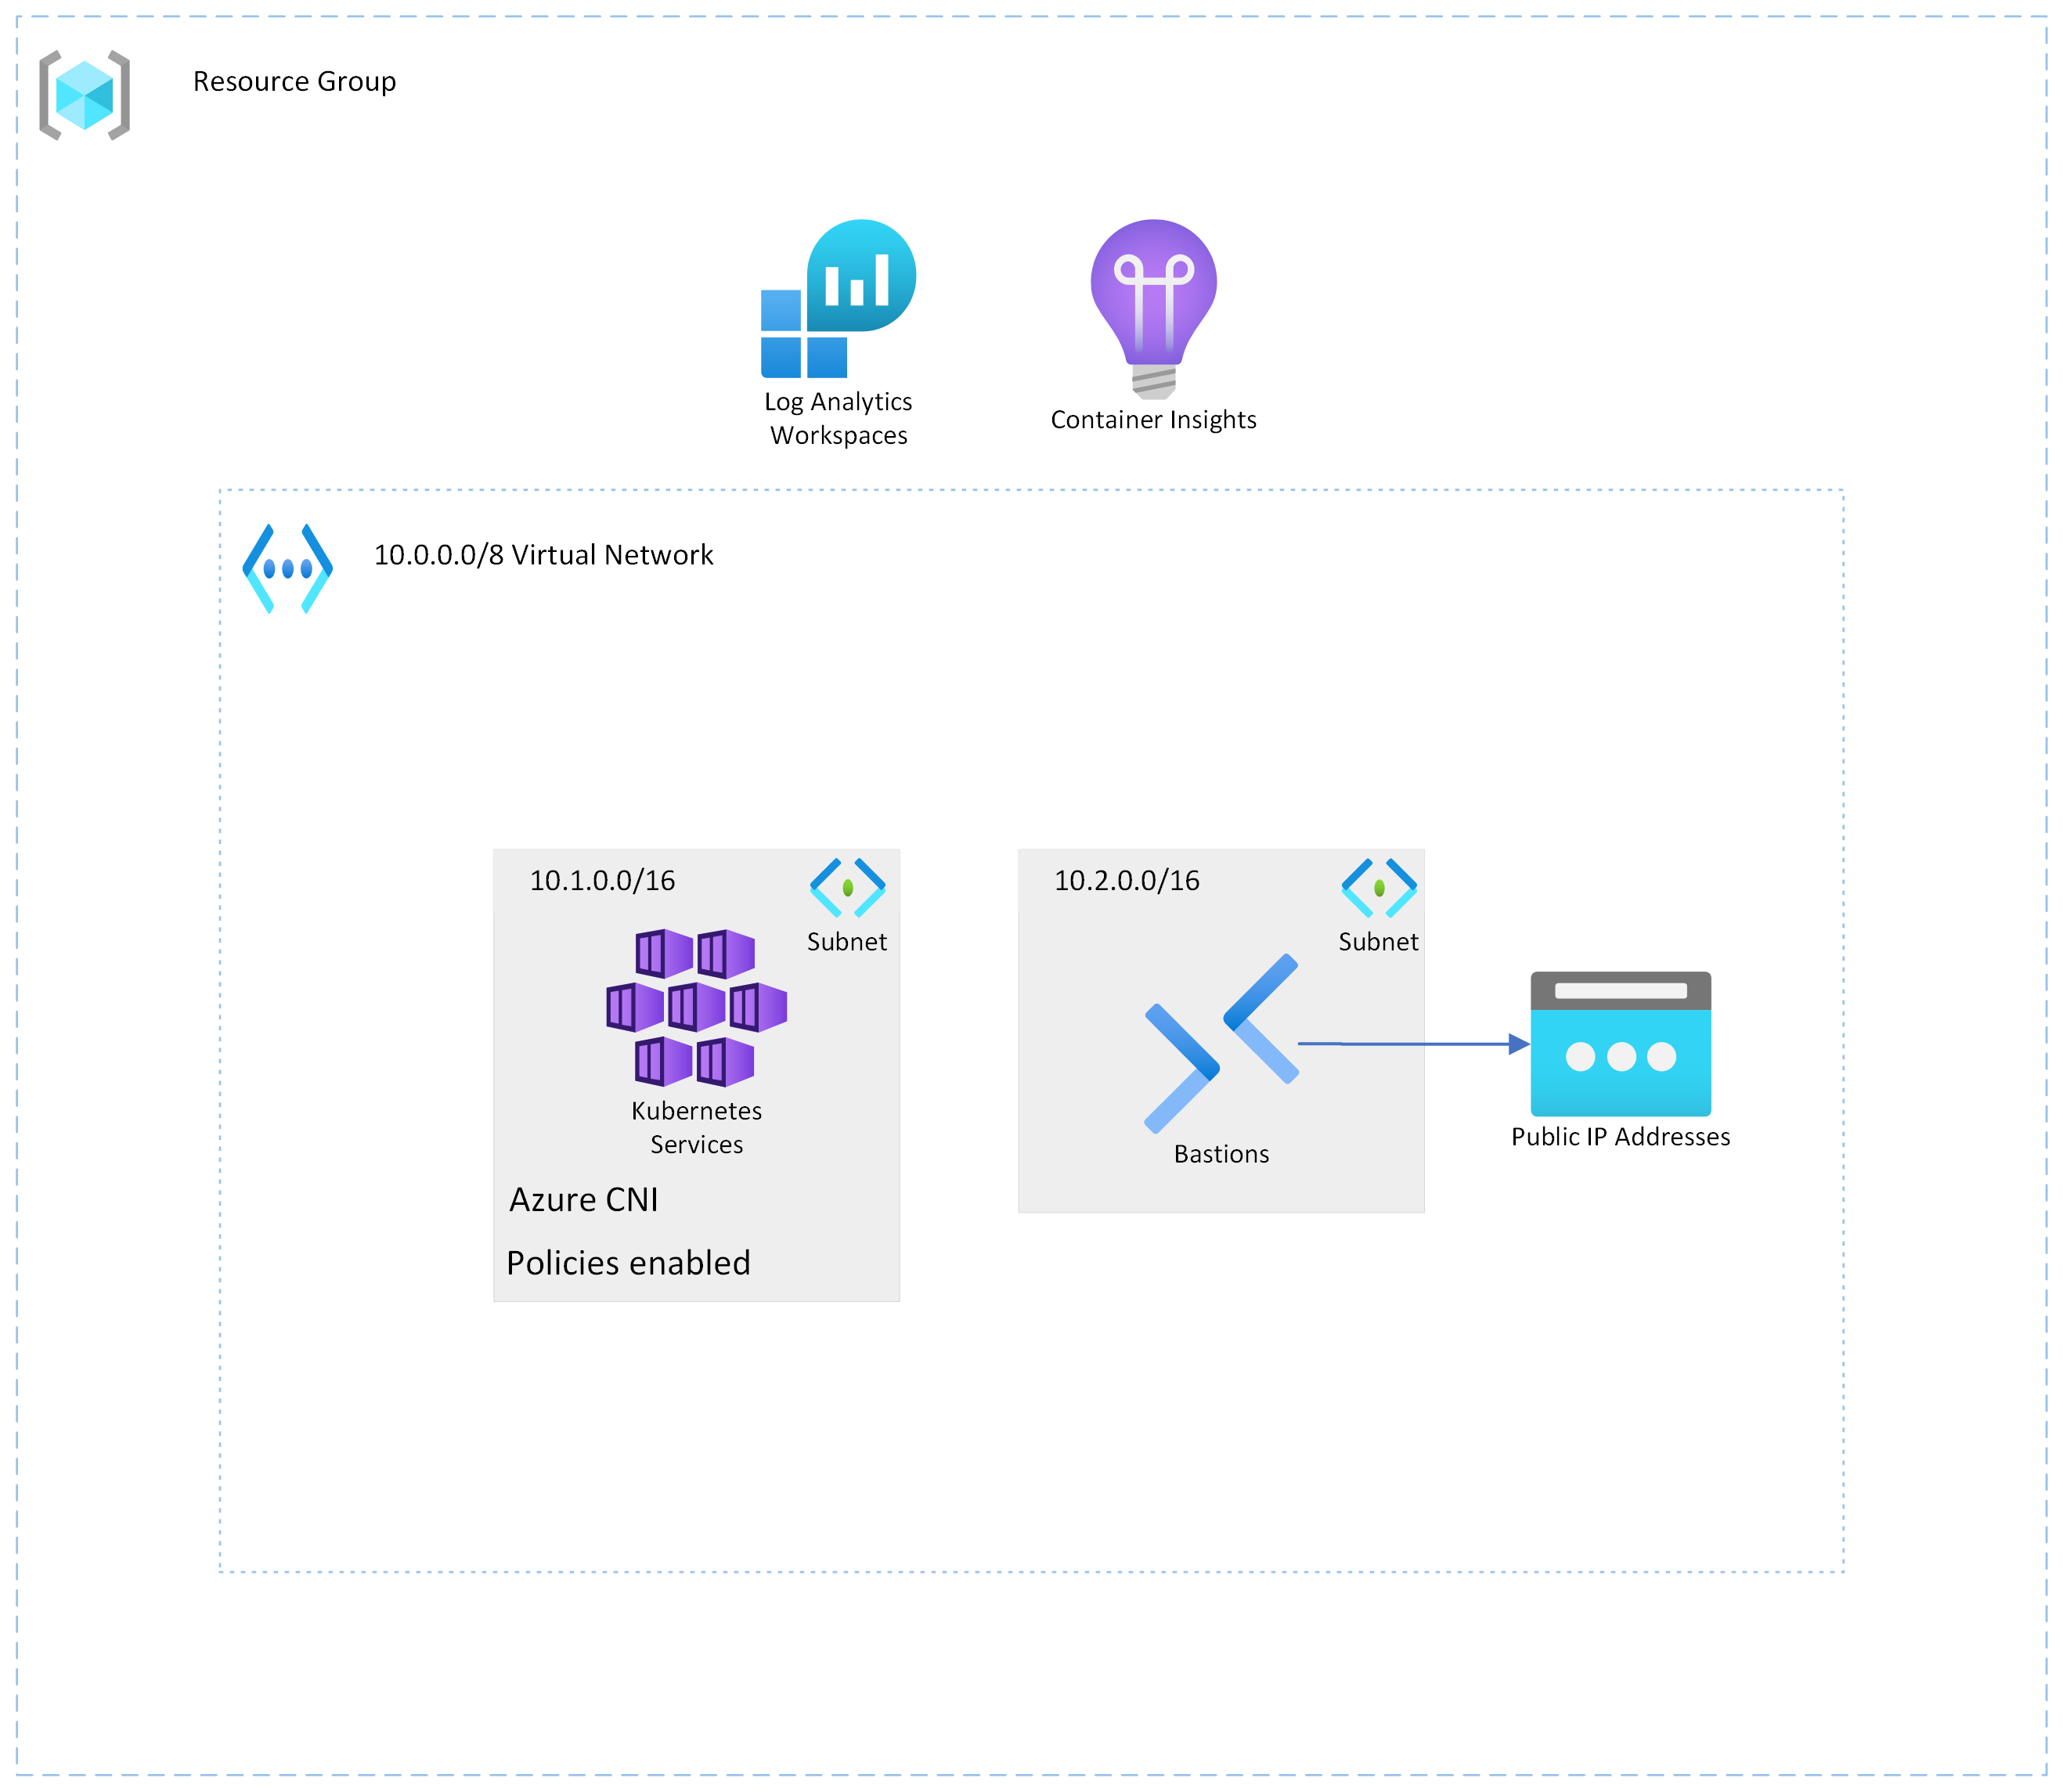 Resource Group
Log Analytics
Workspaces
Container Insights
10.0.0.0/8 Virtual Network
10.1.0.0/16
Subnet
Kubernetes
Services
Azure CNI
Policies enabled
10.2.0.0/16
Subnet
Bastions
Public IP Addresses